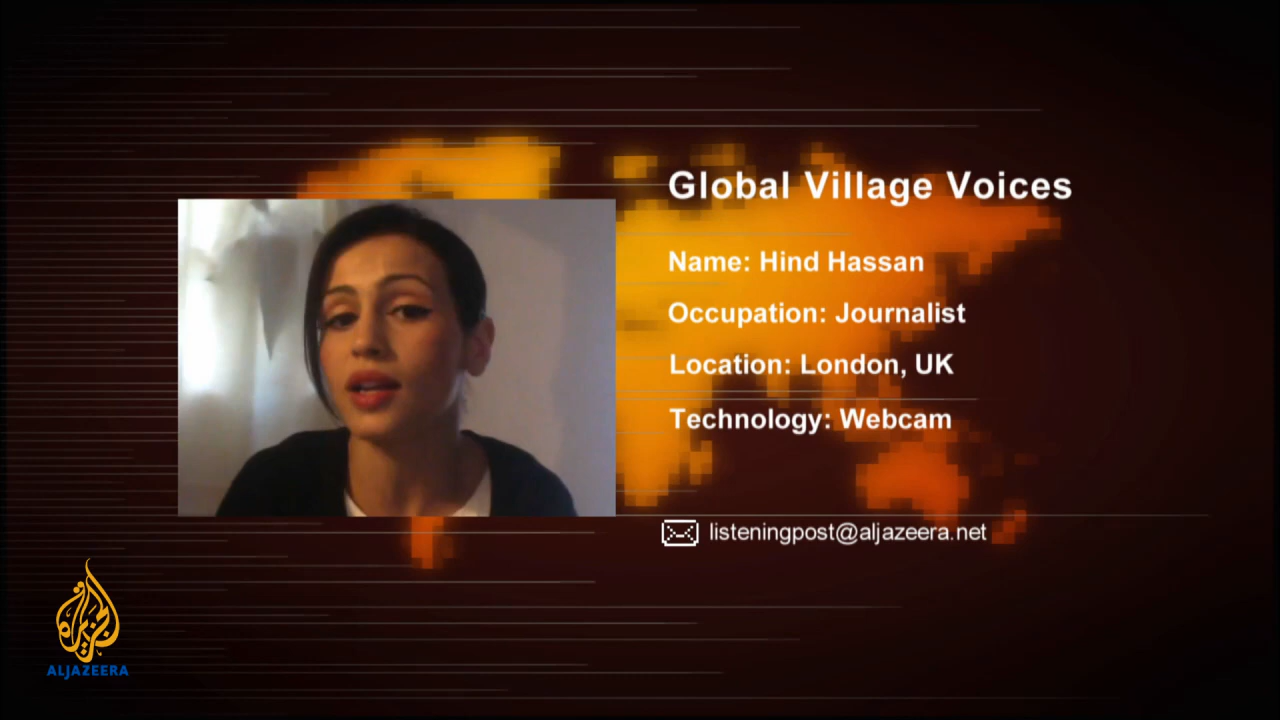 Global Village Voices
Name: Hind Hassan
Occupation: Journalist
Location: London, UK
Technology: Webcam
listeningpost@aljazeera.net
الجزيرة
ALJAZEERA